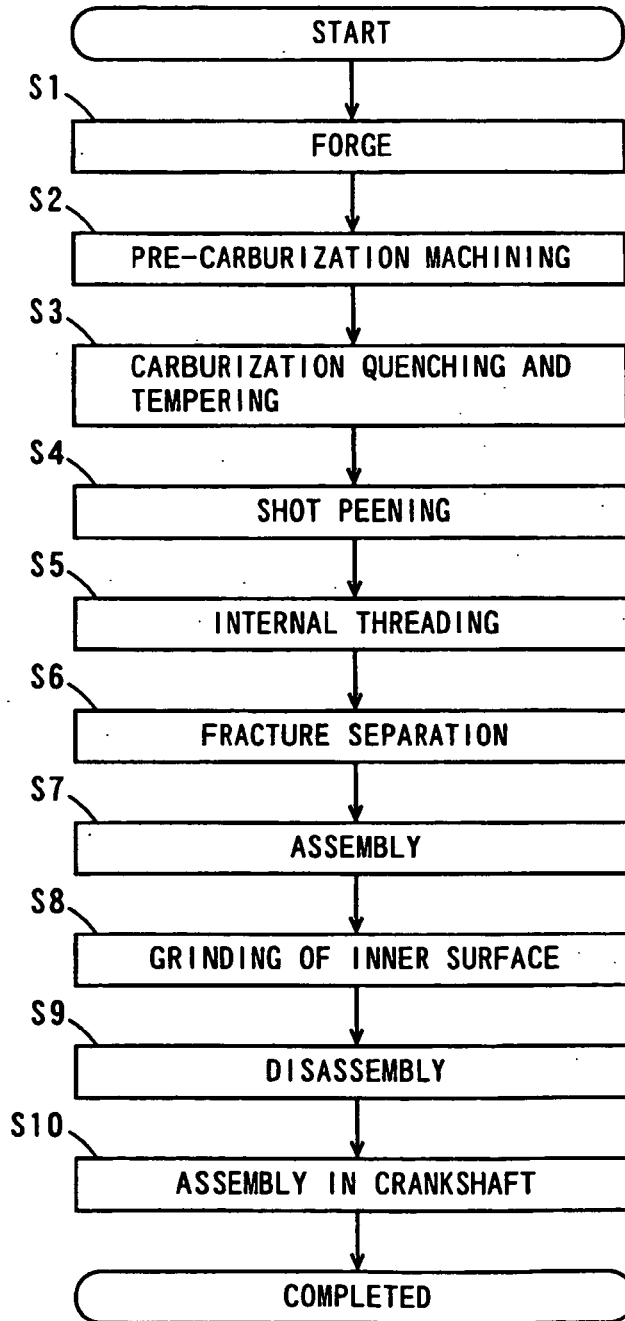 START
S1
FORGE
S2
PRE-CARBURIZATION MACHINING
S3
CARBURIZATION QUENCHING AND
TEMPERING
S4
SHOT PEENING
S5
INTERNAL THREADING
S6
FRACTURE SEPARATION
S7
ASSEMBLY
S8
GRINDING OF INNER SURFACE
S9
DISASSEMBLY
S10
ASSEMBLY IN CRANKSHAFT
COMPLETED